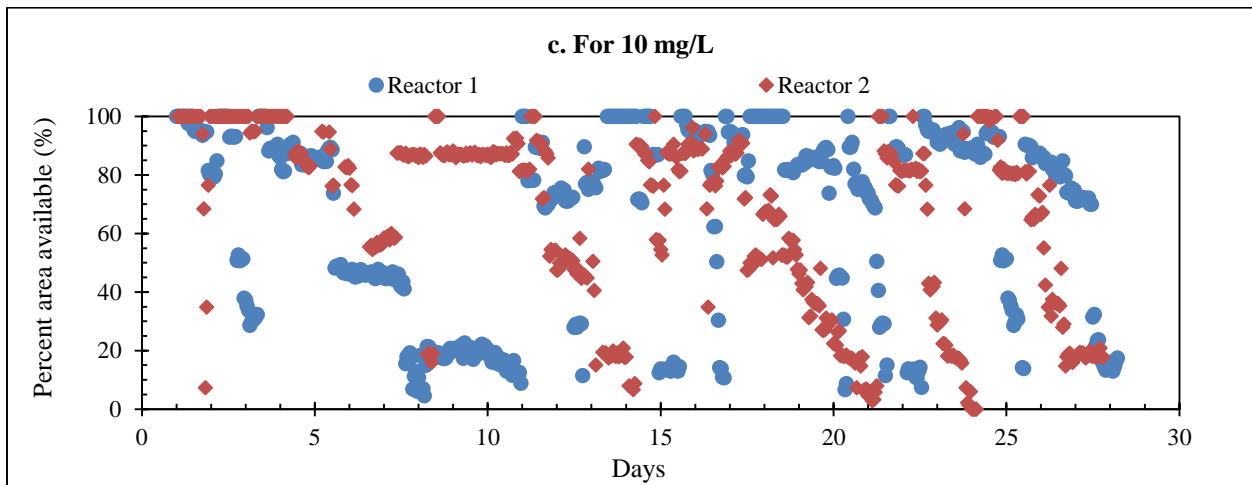 c. For 10 mg/L
Reactor 1 Reactor 2
Percent area available (%)
100
80
60
40
20
0
0 5 10 15 20 25 30
Days